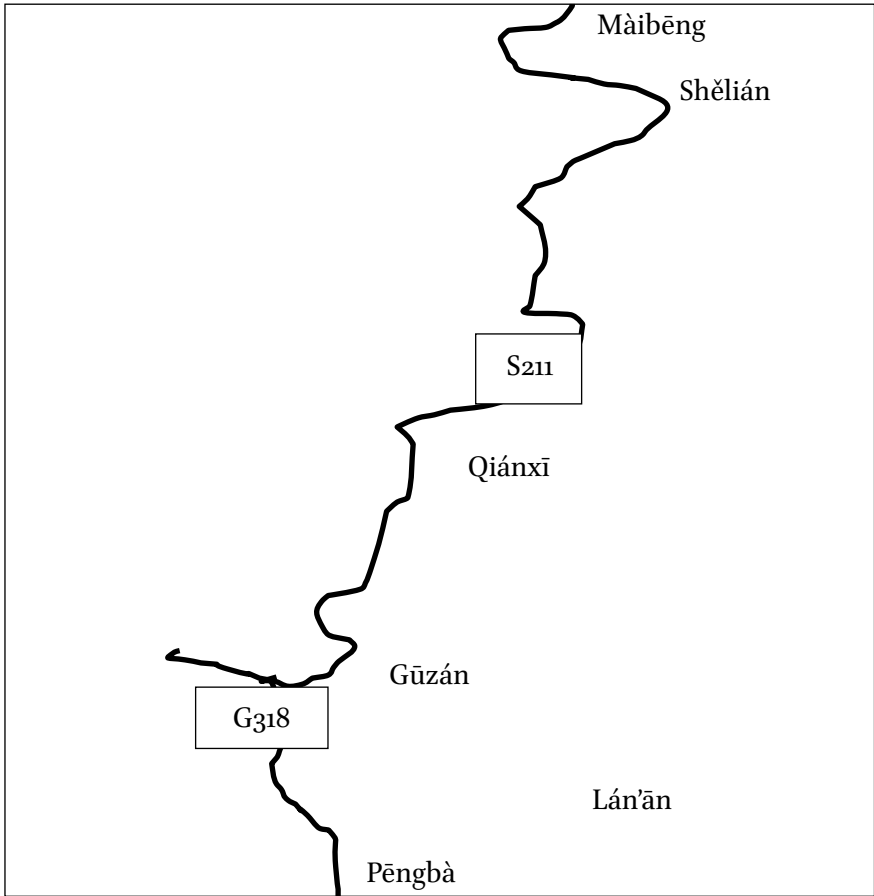 Màibēng
Shělián
S211
Qiánxī
Gūzán
G318
Lán’ān
Pēngbà